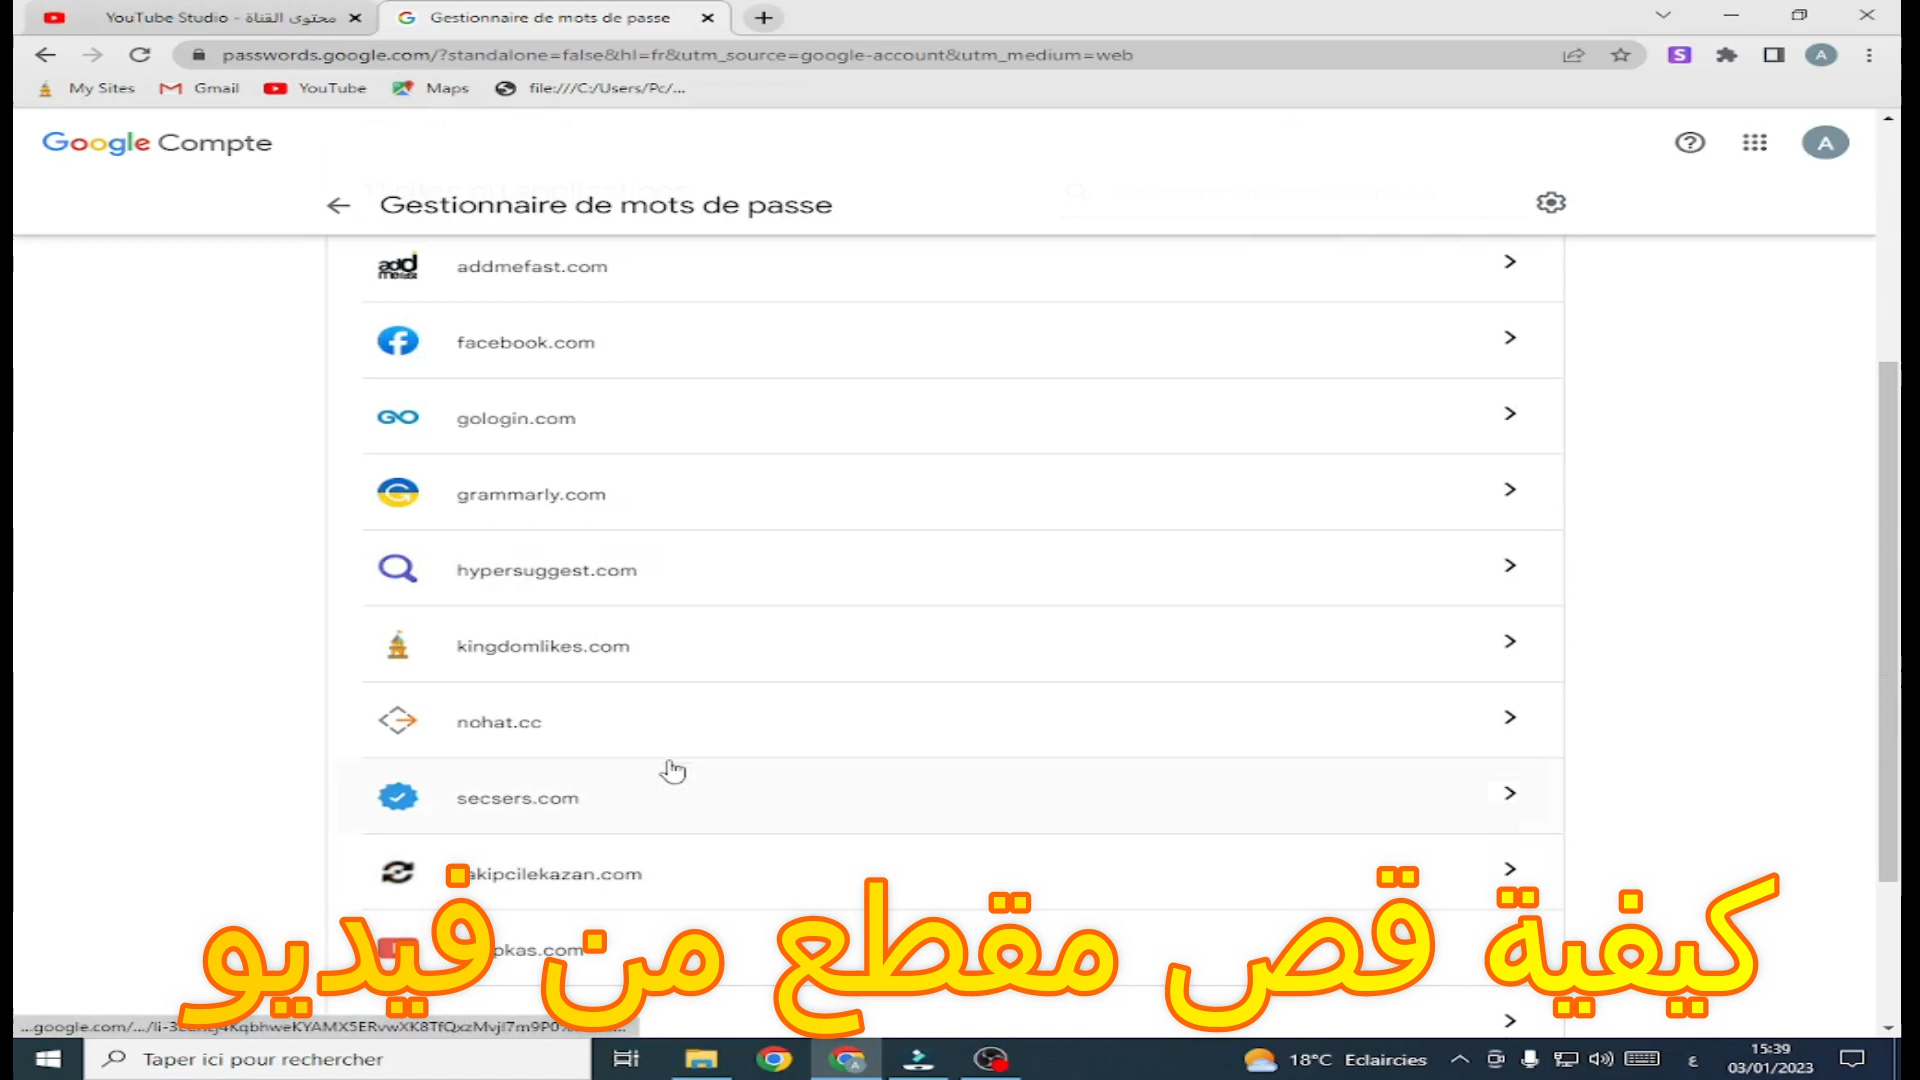 YouTube Studio - محتوى القناة
Gestionnaire de mots de passe
passwords.google.com/?standalone=false&hl=fr&utm_source=google-account&utm_medium=web
My Sites
Gmail
YouTube
Maps
file:///C:/Users/Pc/...
Google Compte
A
Gestionnaire de mots de passe
addmefast.com
facebook.com
gologin.com
grammarly.com
hypersuggest.com
kingdomlikes.com
nohat.cc
secsers.com
akipcilekazan.com
pkas.com
كيفية قص مقطع من فيديو
Taper ici pour rechercher
18°C Eclaircies
ع
15:39
03/01/2023